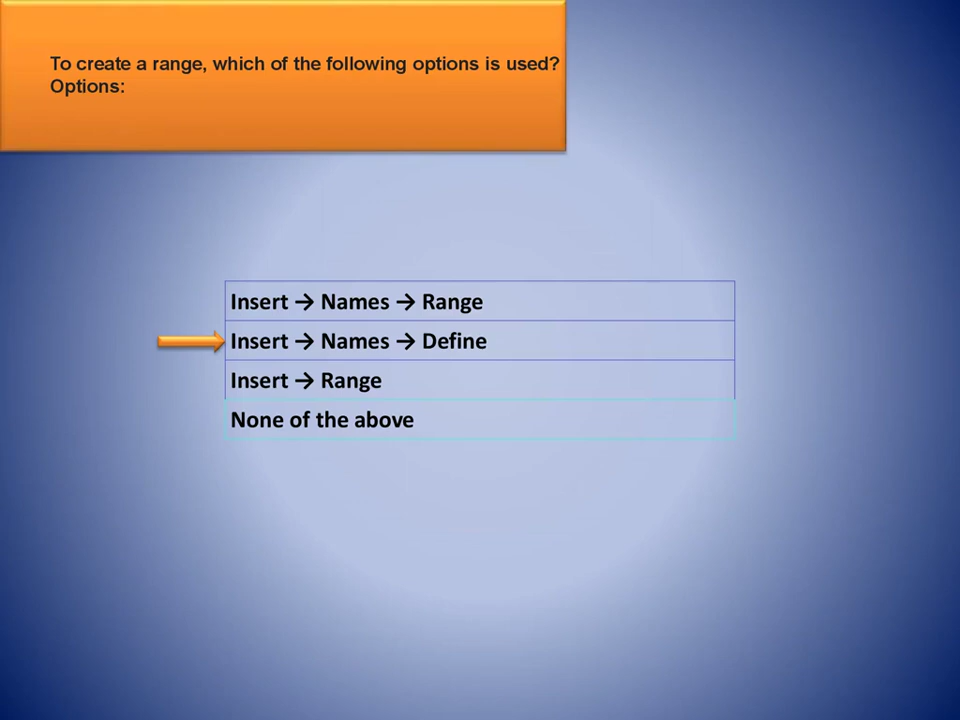 To create a range, which of the following options is used?
Options:
Insert → Names → Range
Insert → Names → Define
Insert → Range
None of the above